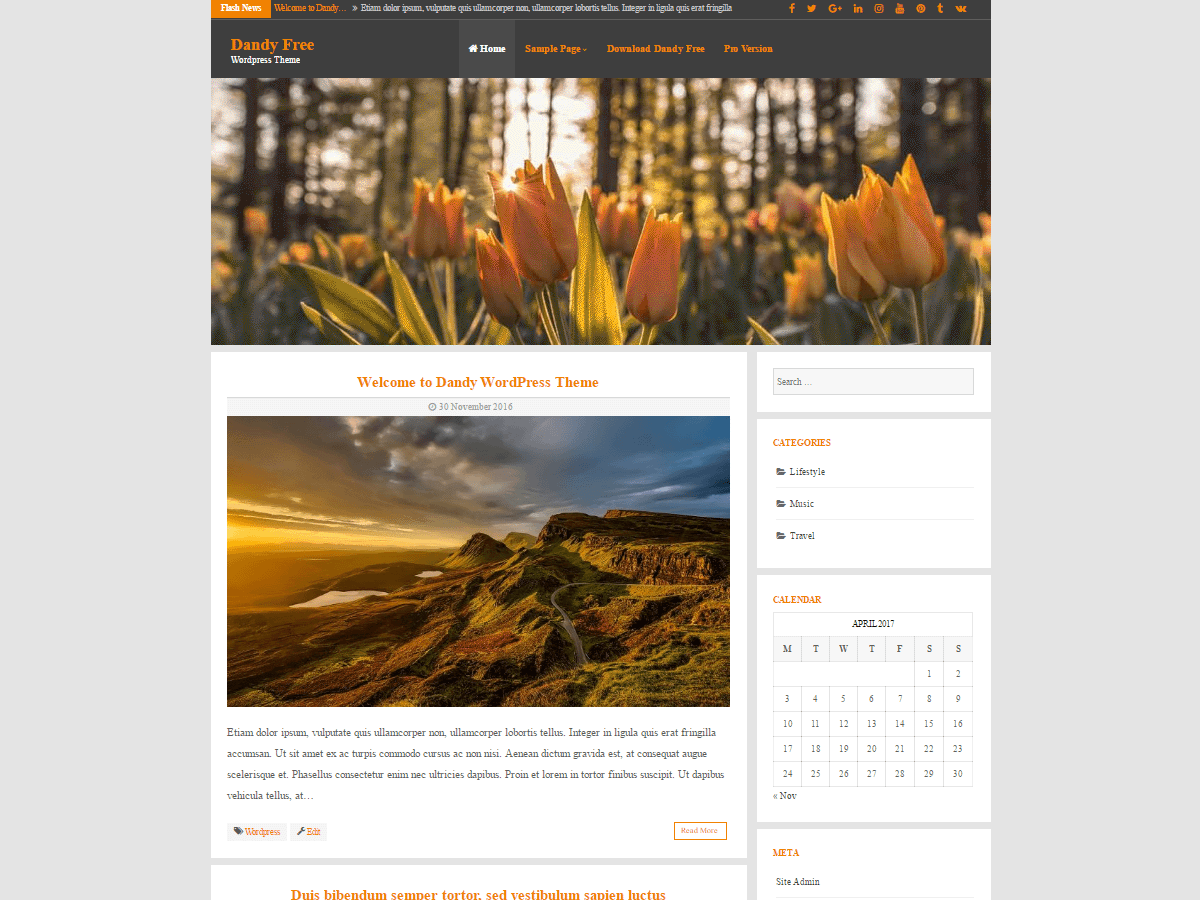 Flash News Welcome to Dandy… » Etiam dolor ipsum, vulputate quis ullamcorper non, ullamcorper lobortis tellus. Integer in ligula quis erat fringilla
Dandy Free
Wordpress Theme
Home Sample Page Download Dandy Free Pro Version
Welcome to Dandy WordPress Theme
30 November 2016
Etiam dolor ipsum, vulputate quis ullamcorper non, ullamcorper lobortis tellus. Integer in ligula quis erat fringilla
accumsan. Ut sit amet ex ac turpis commodo cursus ac non nisi. Aenean dictum gravida est, at consequat augue
scelerisque et. Phasellus consectetur enim nec ultricies dapibus. Proin et lorem in tortor finibus suscipit. Ut dapibus
vehicula tellus, at…
Wordpress Edit Read More
Duis bibendum semper tortor, sed vestibulum sapien luctus
Search …
CATEGORIES
Lifestyle
Music
Travel
CALENDAR
APRIL 2017
M T W T F S S
1 2
3 4 5 6 7 8 9
10 11 12 13 14 15 16
17 18 19 20 21 22 23
24 25 26 27 28 29 30
« Nov
META
Site Admin